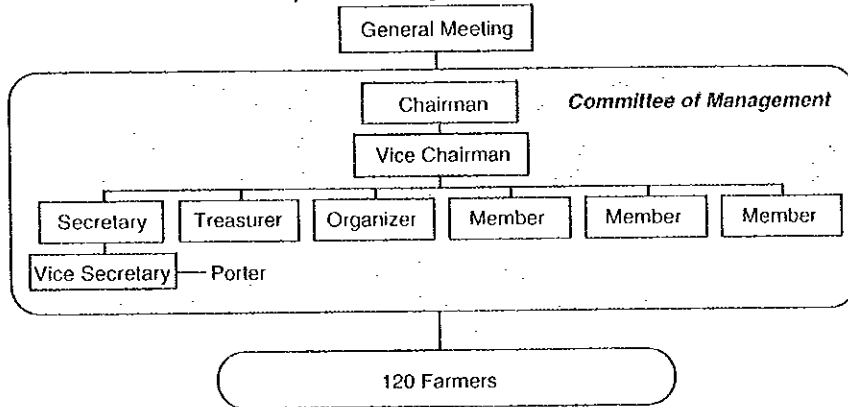 General Meeting
Chairman
Committee of Management
Vice Chairman
Secretary
Treasurer
Organizer
Member
Member
Member
Vice Secretary
Porter
120 Farmers